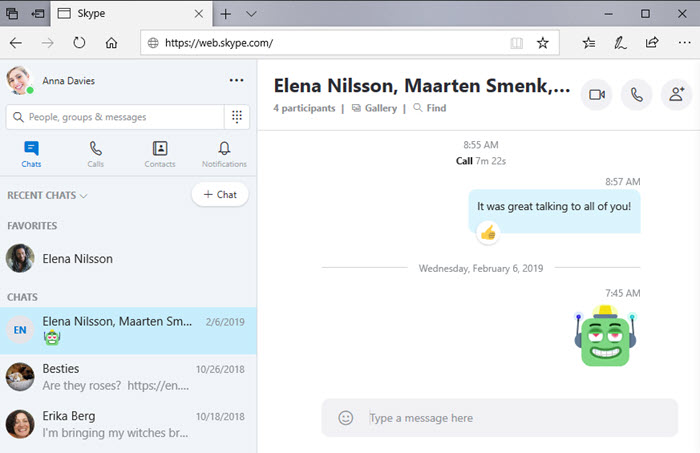 Skype
https://web.skype.com/
Anna Davies
People, groups & messages
Chats
Calls
Contacts
Notifications
RECENT CHATS
+ Chat
FAVORITES
Elena Nilsson
CHATS
EN
Elena Nilsson, Maarten Sm...
2/6/2019
Besties
10/26/2018
Are they roses? https://en....
Erika Berg
10/18/2018
I'm bringing my witches br...
Elena Nilsson, Maarten Smenk,...
4 participants | Gallery | Find
8:55 AM
Call 7m 22s
8:57 AM
It was great talking to all of you!
Wednesday, February 6, 2019
7:45 AM
Type a message here